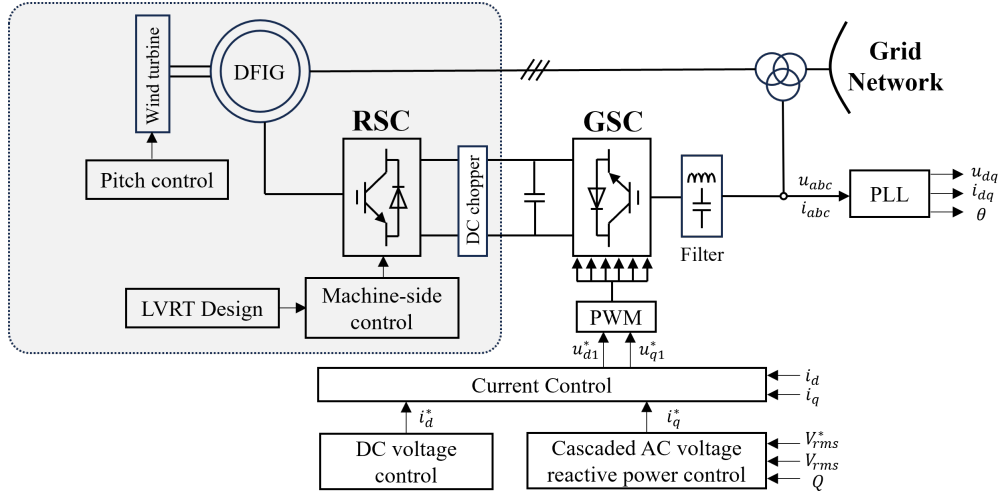 Wind turbine
DFIG
Grid
Network
RSC
GSC
Pitch control
DC chopper
Filter
u_abc
i_abc
PLL
u_dq
i_dq
θ
LVRT Design
Machine-side
control
PWM
u*_d1
u*_q1
Current Control
i_d
i_q
i*_d
i*_q
DC voltage
control
Cascaded AC voltage
reactive power control
V*_rms
V_rms
Q